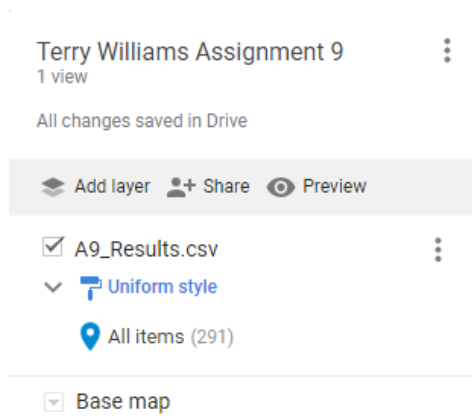 Terry Williams Assignment 9
1 view
All changes saved in Drive
Add layer Share Preview
A9_Results.csv
Uniform style
All items (291)
Base map